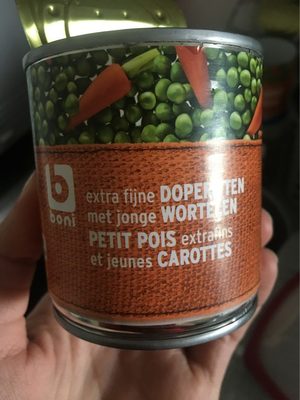 b
boni
extra fijne DOPERWTEN
met jonge WORTELEN
PETIT POIS extrafins
et jeunes CAROTTES